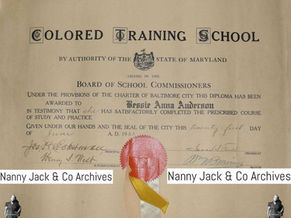 COLORED TRAINING SCHOOL
BY AUTHORITY OF THE STATE OF MARYLAND
BOARD OF SCHOOL COMMISSIONERS
UNDER THE PROVISIONS OF THE CHARTER OF BALTIMORE CITY THIS DIPLOMA HAS BEEN
AWARDED TO Bessie Anna Anderson
IN TESTIMONY THAT she HAS SATISFACTORILY COMPLETED THE PRESCRIBED COURSE
OF STUDY AND PRACTICE.
GIVEN UNDER OUR HANDS AND THE SEAL OF THE CITY THIS twenty first DAY
OF June A. D.
Nanny Jack & Co Archives
Nanny Jack & Co Archives